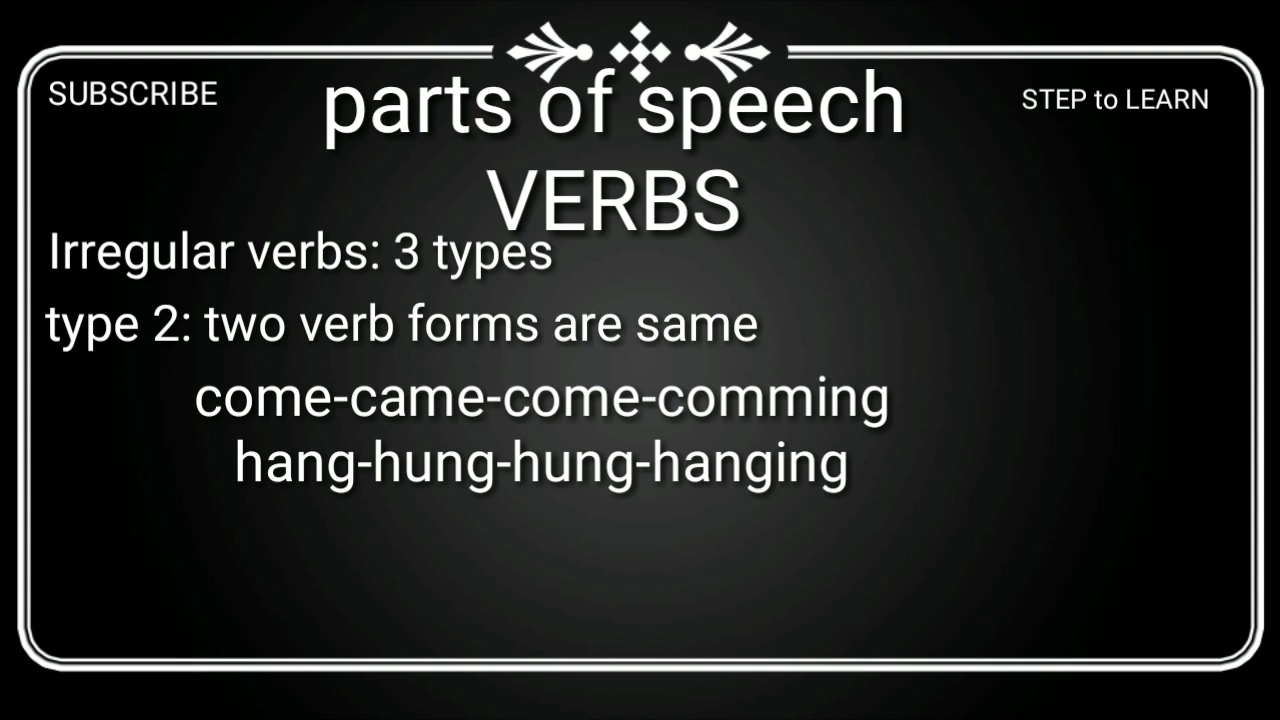 SUBSCRIBE
STEP to LEARN
parts of speech
VERBS
Irregular verbs: 3 types
type 2: two verb forms are same
come-came-come-comming
hang-hung-hung-hanging